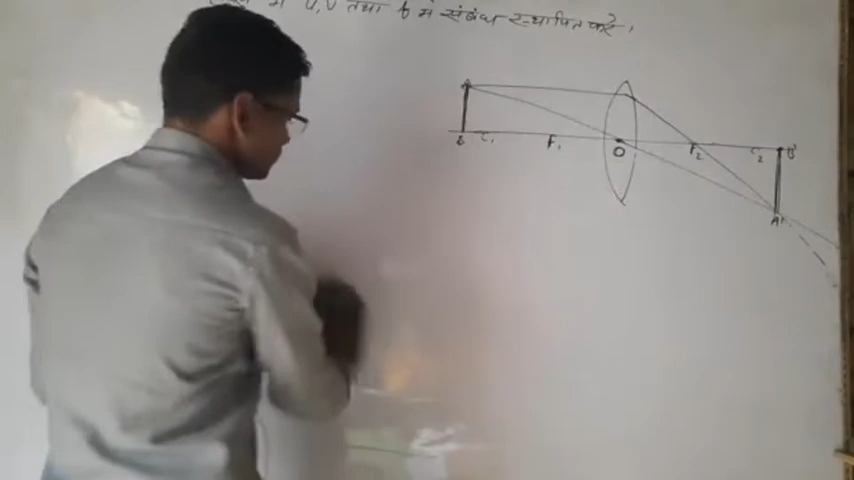 में U, V तथा f में संबंध स्थापित करें।
A
B C₁ F₁ O F₂ C₂ B'
A'